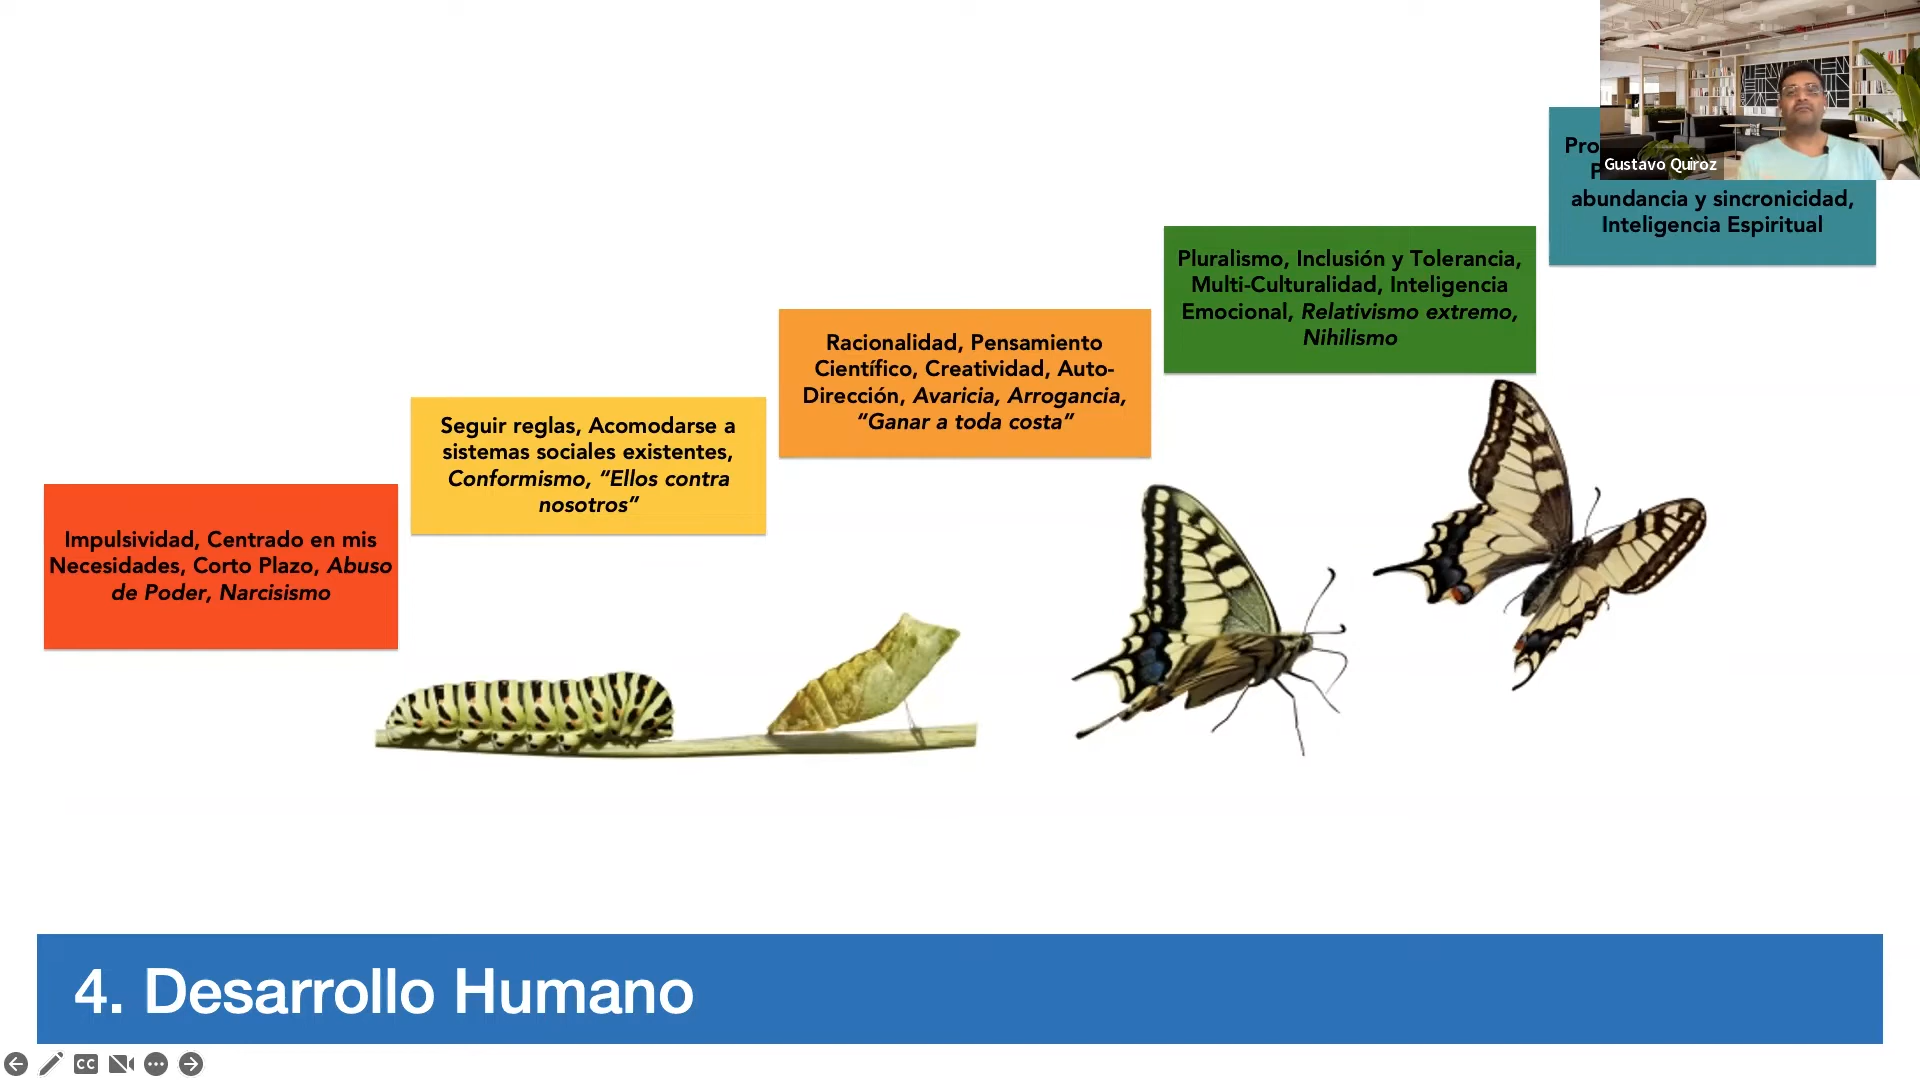 Gustavo Quiroz
Pro
P
abundancia y sincronicidad,
Inteligencia Espiritual
Pluralismo, Inclusión y Tolerancia,
Multi-Culturalidad, Inteligencia
Emocional, Relativismo extremo,
Nihilismo
Racionalidad, Pensamiento
Científico, Creatividad, Auto-
Dirección, Avaricia, Arrogancia,
“Ganar a toda costa”
Seguir reglas, Acomodarse a
sistemas sociales existentes,
Conformismo, “Ellos contra
nosotros”
Impulsividad, Centrado en mis
Necesidades, Corto Plazo, Abuso
de Poder, Narcisismo
4. Desarrollo Humano
CC